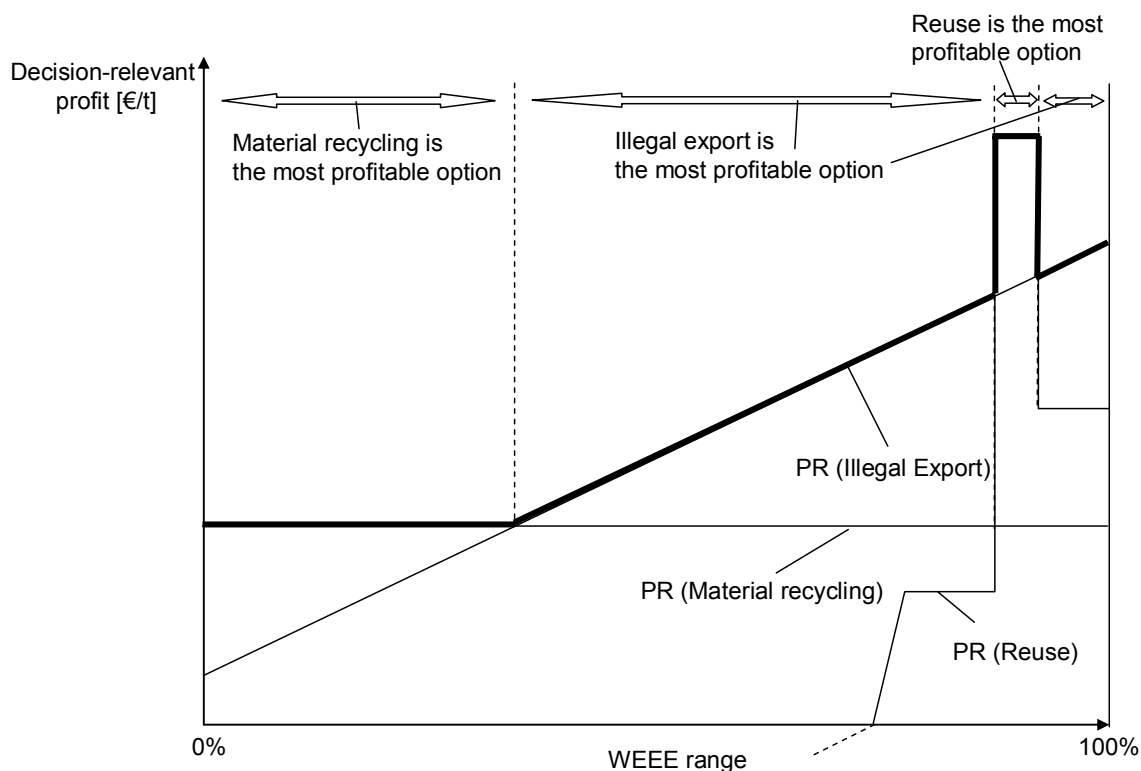 Reuse is the most
profitable option
Decision-relevant
profit [€/t]
Material recycling is
the most profitable option
Illegal export is
the most profitable option
PR (Illegal Export)
PR (Material recycling)
PR (Reuse)
0%
WEEE range
100%